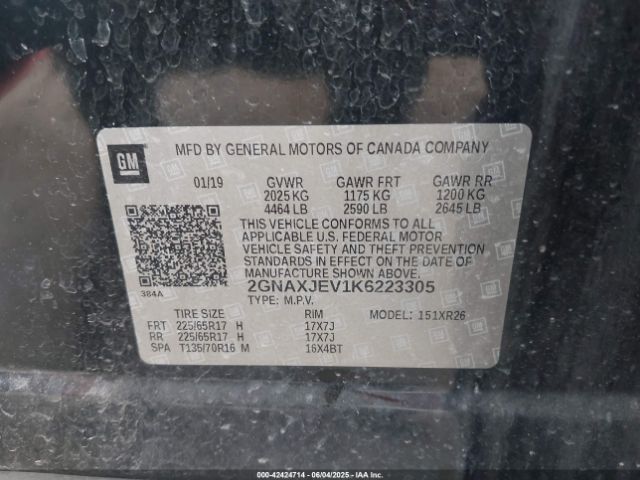 GM
MFD BY GENERAL MOTORS OF CANADA COMPANY
01/19 GVWR GAWR FRT GAWR RR
2025 KG 1175 KG 1200 KG
4464 LB 2590 LB 2645 LB
THIS VEHICLE CONFORMS TO ALL
APPLICABLE U.S. FEDERAL MOTOR
VEHICLE SAFETY AND THEFT PREVENTION
STANDARDS IN EFFECT ON THE DATE OF
MANUFACTURE SHOWN ABOVE.
384A 2GNAXJEV1K6223305
TYPE: M.P.V.
TIRE SIZE RIM MODEL: 151XR26
FRT 225/65R17 H 17X7J
RR 225/65R17 H 17X7J
SPA T135/70R16 M 16X4BT
000-42424714 - 06/04/2025 - IAAI.COM - Copyright